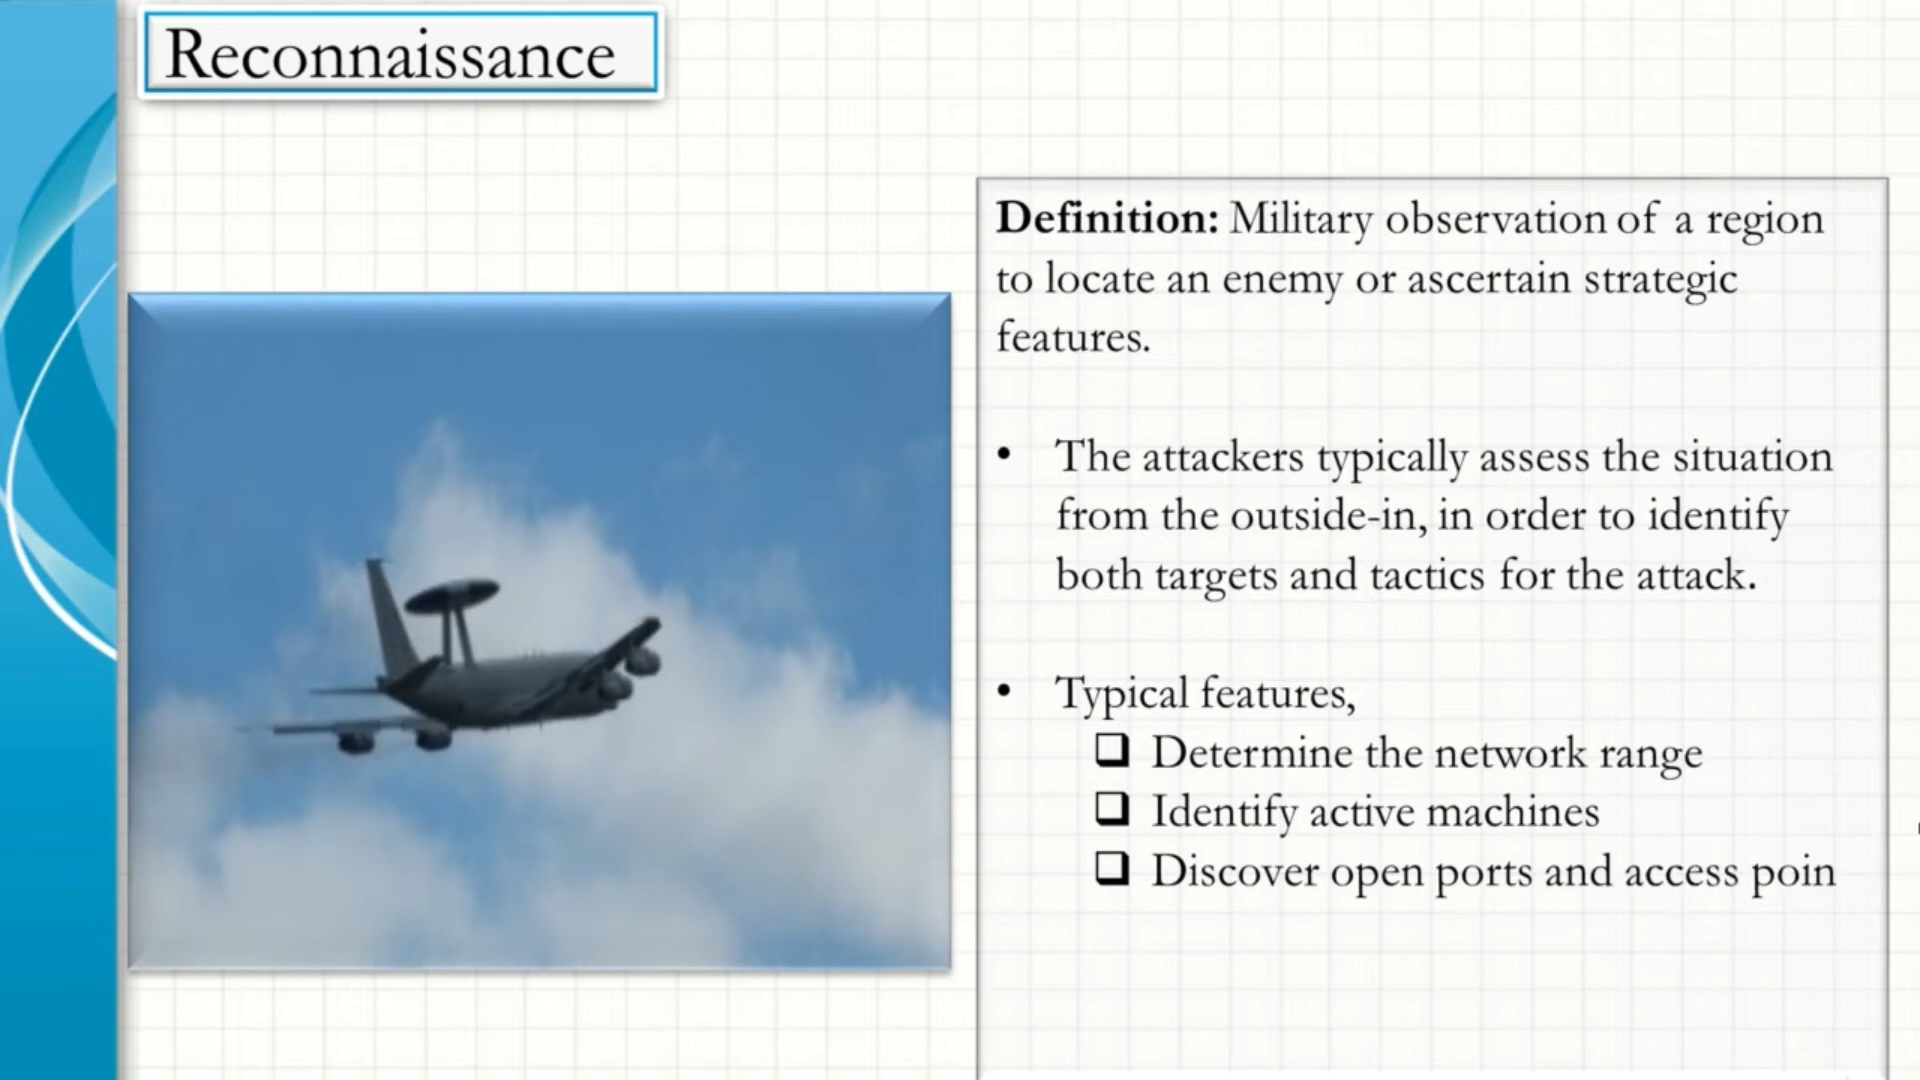 Reconnaissance
Definition: Military observation of a region
to locate an enemy or ascertain strategic
features.
• The attackers typically assess the situation
from the outside-in, in order to identify
both targets and tactics for the attack.
• Typical features,
❑ Determine the network range
❑ Identify active machines
❑ Discover open ports and access poin